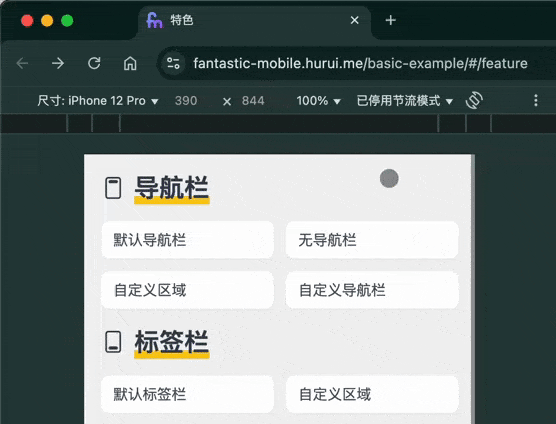 特色
fantastic-mobile.hurui.me/basic-example/#/feature
尺寸: iPhone 12 Pro 390 × 844 100% 已停用节流模式
导航栏
默认导航栏 无导航栏
自定义区域 自定义导航栏
标签栏
默认标签栏 自定义区域